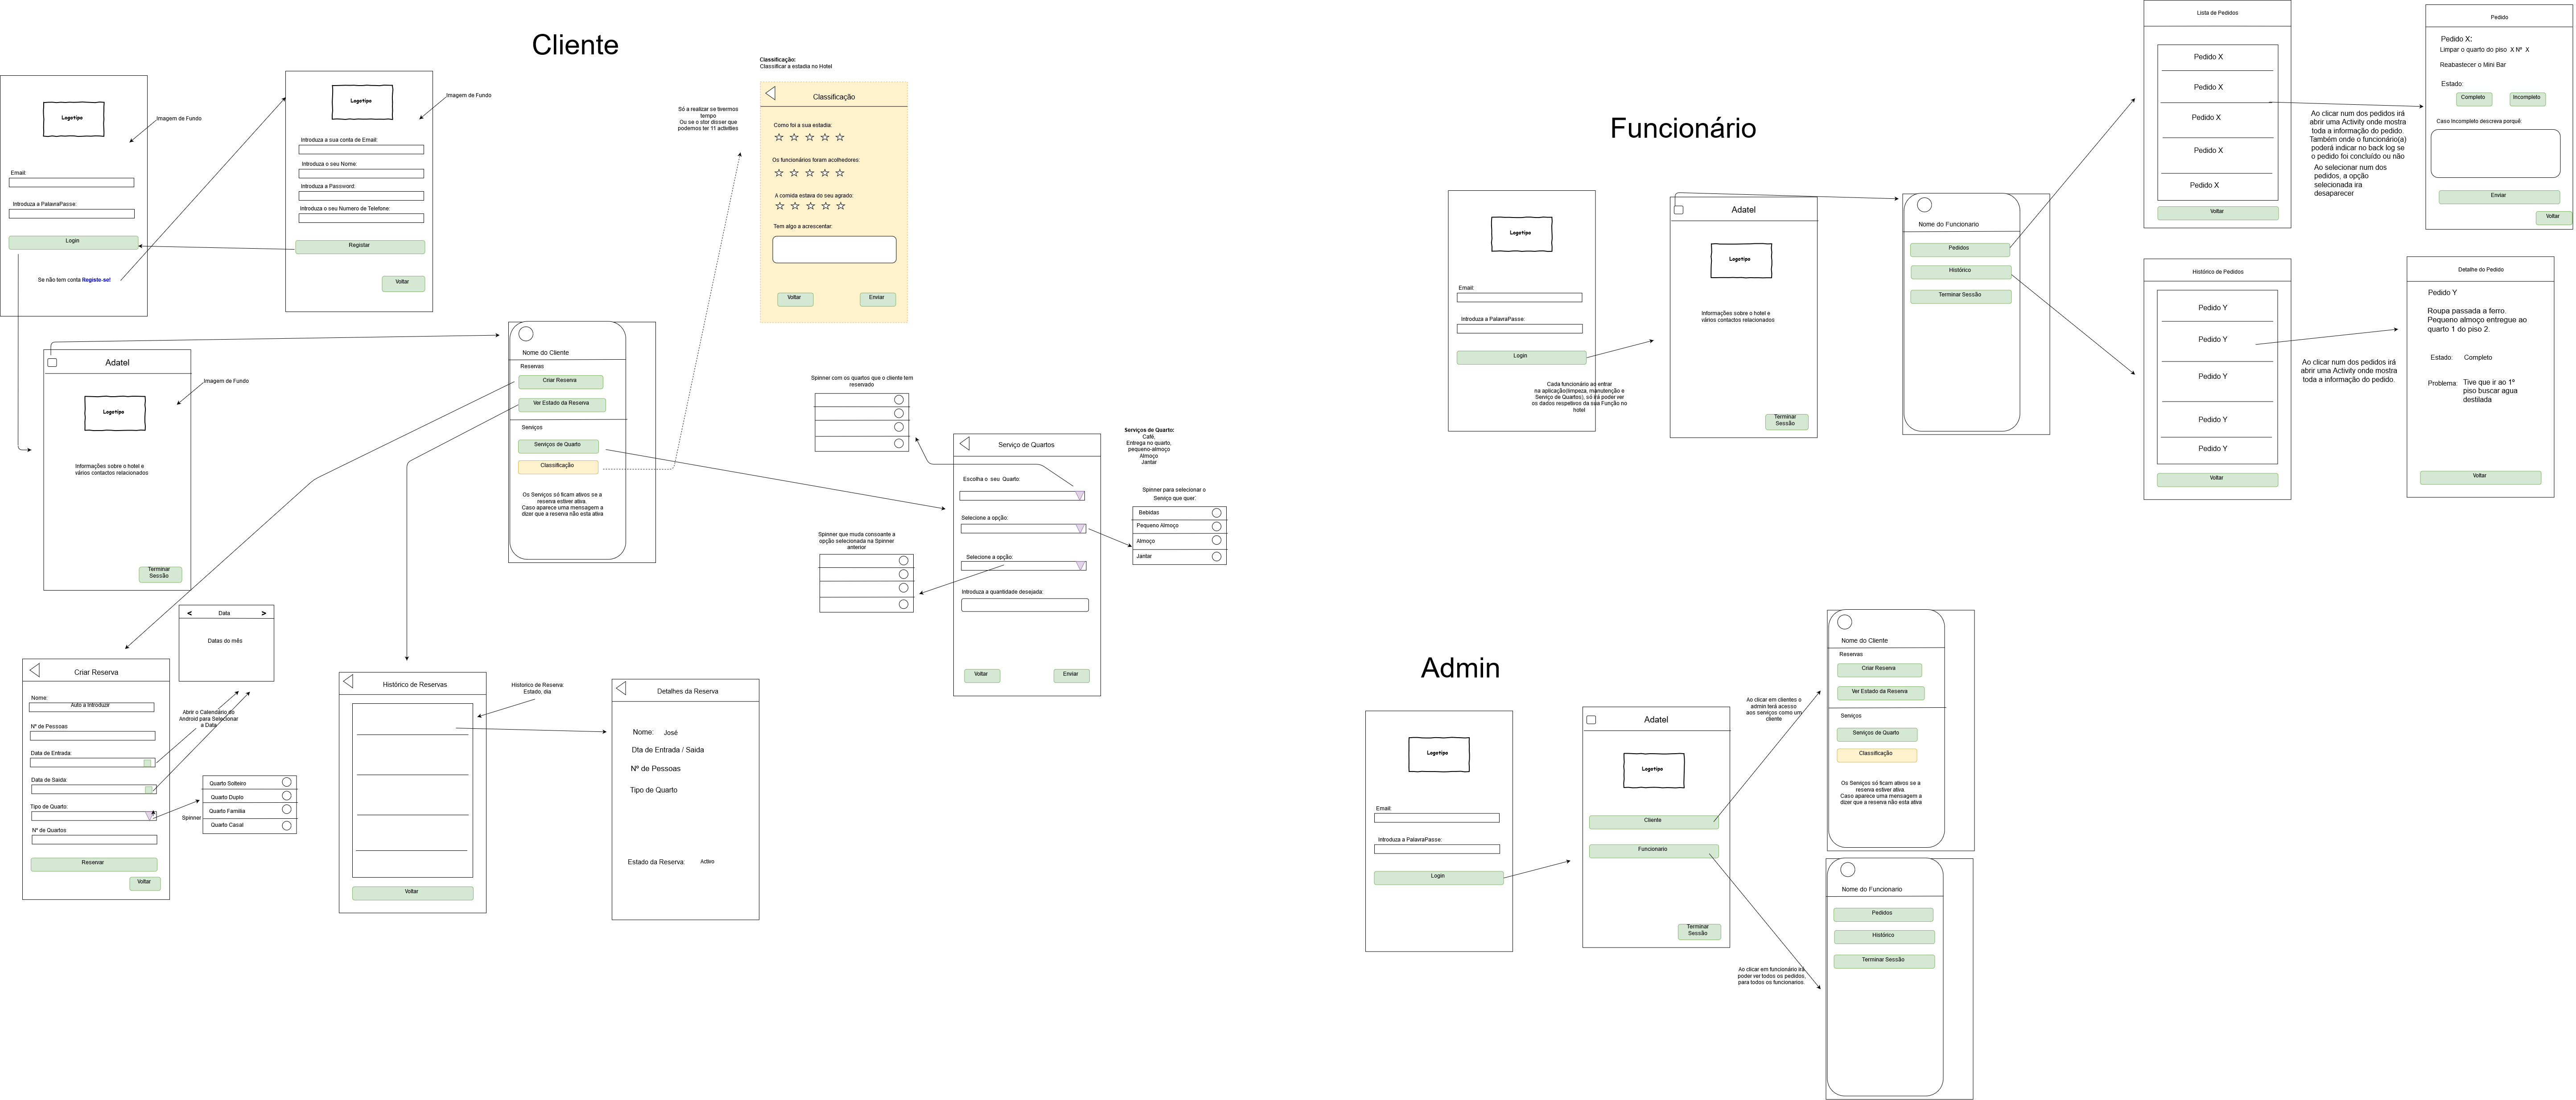 Cliente
Logotipo
Imagem de Fundo
Email:
Introduza a PalavraPasse:
Login
Se não tem conta Registe-se!
Logotipo
Imagem de Fundo
Introduza a sua conta de Email:
Introduza o seu Nome:
Introduza a Password:
Introduza o seu Numero de Telefone:
Registar
Voltar
Classificação:
Classificar a estadia no Hotel
Só a realizar se tivermos
tempo
Ou se o stor disser que
podemos ter 11 activities
Classificação
Como foi a sua estadia:
Os funcionários foram acolhedores:
A comida estava do seu agrado:
Tem algo a acrescentar:
Voltar
Enviar
Adatel
Imagem de Fundo
Logotipo
Informações sobre o hotel e
vários contactos relacionados
Terminar
Sessão
Nome do Cliente
Reservas
Criar Reserva
Ver Estado da Reserva
Serviços
Serviços de Quarto
Classificação
Os Serviços só ficam ativos se a
reserva estiver ativa.
Caso aparece uma mensagem a
dizer que a reserva não esta ativa
Spinner com os quartos que o cliente tem
reservado
Spinner que muda consoante a
opção selecionada na Spinner
anterior
Serviço de Quartos
Escolha o seu Quarto:
Selecione a opção:
Selecione a opção:
Introduza a quantidade desejada:
Voltar
Enviar
Serviços de Quarto:
Café,
Entrega no quarto,
pequeno-almoço
Almoço
Jantar
Spinner para selecionar o
Serviço que quer:
Bebidas
Pequeno Almoço
Almoço
Jantar
< Data >
Datas do mês
Criar Reserva
Nome:
Auto a Introduzir
Nº de Pessoas
Data de Entrada:
Data de Saida:
Tipo de Quarto:
Nº de Quartos
Reservar
Voltar
Abrir o Calendário do
Android para Selecionar
a Data
Spinner
Quarto Solteiro
Quarto Duplo
Quarto Familia
Quarto Casal
Histórico de Reservas
Voltar
Historico de Reserva:
Estado, dia
Detalhes da Reserva
Nome: José
Dta de Entrada / Saida
Nº de Pessoas
Tipo de Quarto
Estado da Reserva: Activo
Funcionário
Logotipo
Email:
Introduza a PalavraPasse:
Login
Cada funcionário ao entrar
na aplicação(limpeza, manutenção e
Serviço de Quartos), só irá poder ver
os dados respetivos da sua Função no
hotel
Adatel
Logotipo
Informações sobre o hotel e
vários contactos relacionados
Terminar
Sessão
Nome do Funcionario
Pedidos
Histórico
Terminar Sessão
Lista de Pedidos
Pedido X
Pedido X
Pedido X
Pedido X
Pedido X
Voltar
Ao clicar num dos pedidos irá
abrir uma Activity onde mostra
toda a informação do pedido.
Também onde o funcionário(a)
poderá indicar no back log se
o pedido foi concluído ou não
Ao selecionar num dos
pedidos, a opção
selecionada ira
desaparecer
Pedido
Pedido X:
Limpar o quarto do piso X Nº X
Reabastecer o Mini Bar
Estado:
Completo
Incompleto
Caso Incompleto descreva porquê:
Enviar
Voltar
Histórico de Pedidos
Pedido Y
Pedido Y
Pedido Y
Pedido Y
Pedido Y
Voltar
Ao clicar num dos pedidos irá
abrir uma Activity onde mostra
toda a informação do pedido.
Detalhe do Pedido
Pedido Y
Roupa passada a ferro.
Pequeno almoço entregue ao
quarto 1 do piso 2.
Estado: Completo
Problema: Tive que ir ao 1º
piso buscar agua
destilada
Voltar
Admin
Logotipo
Email:
Introduza a PalavraPasse:
Login
Adatel
Logotipo
Cliente
Funcionario
Terminar
Sessão
Ao clicar em clientes o
admin terá acesso
aos serviços como um
cliente
Nome do Cliente
Reservas
Criar Reserva
Ver Estado da Reserva
Serviços
Serviços de Quarto
Classificação
Os Serviços só ficam ativos se a
reserva estiver ativa.
Caso aparece uma mensagem a
dizer que a reserva não esta ativa
Ao clicar em funcionário irá
poder ver todos os pedidos,
para todos os funcionarios.
Nome do Funcionario
Pedidos
Histórico
Terminar Sessão